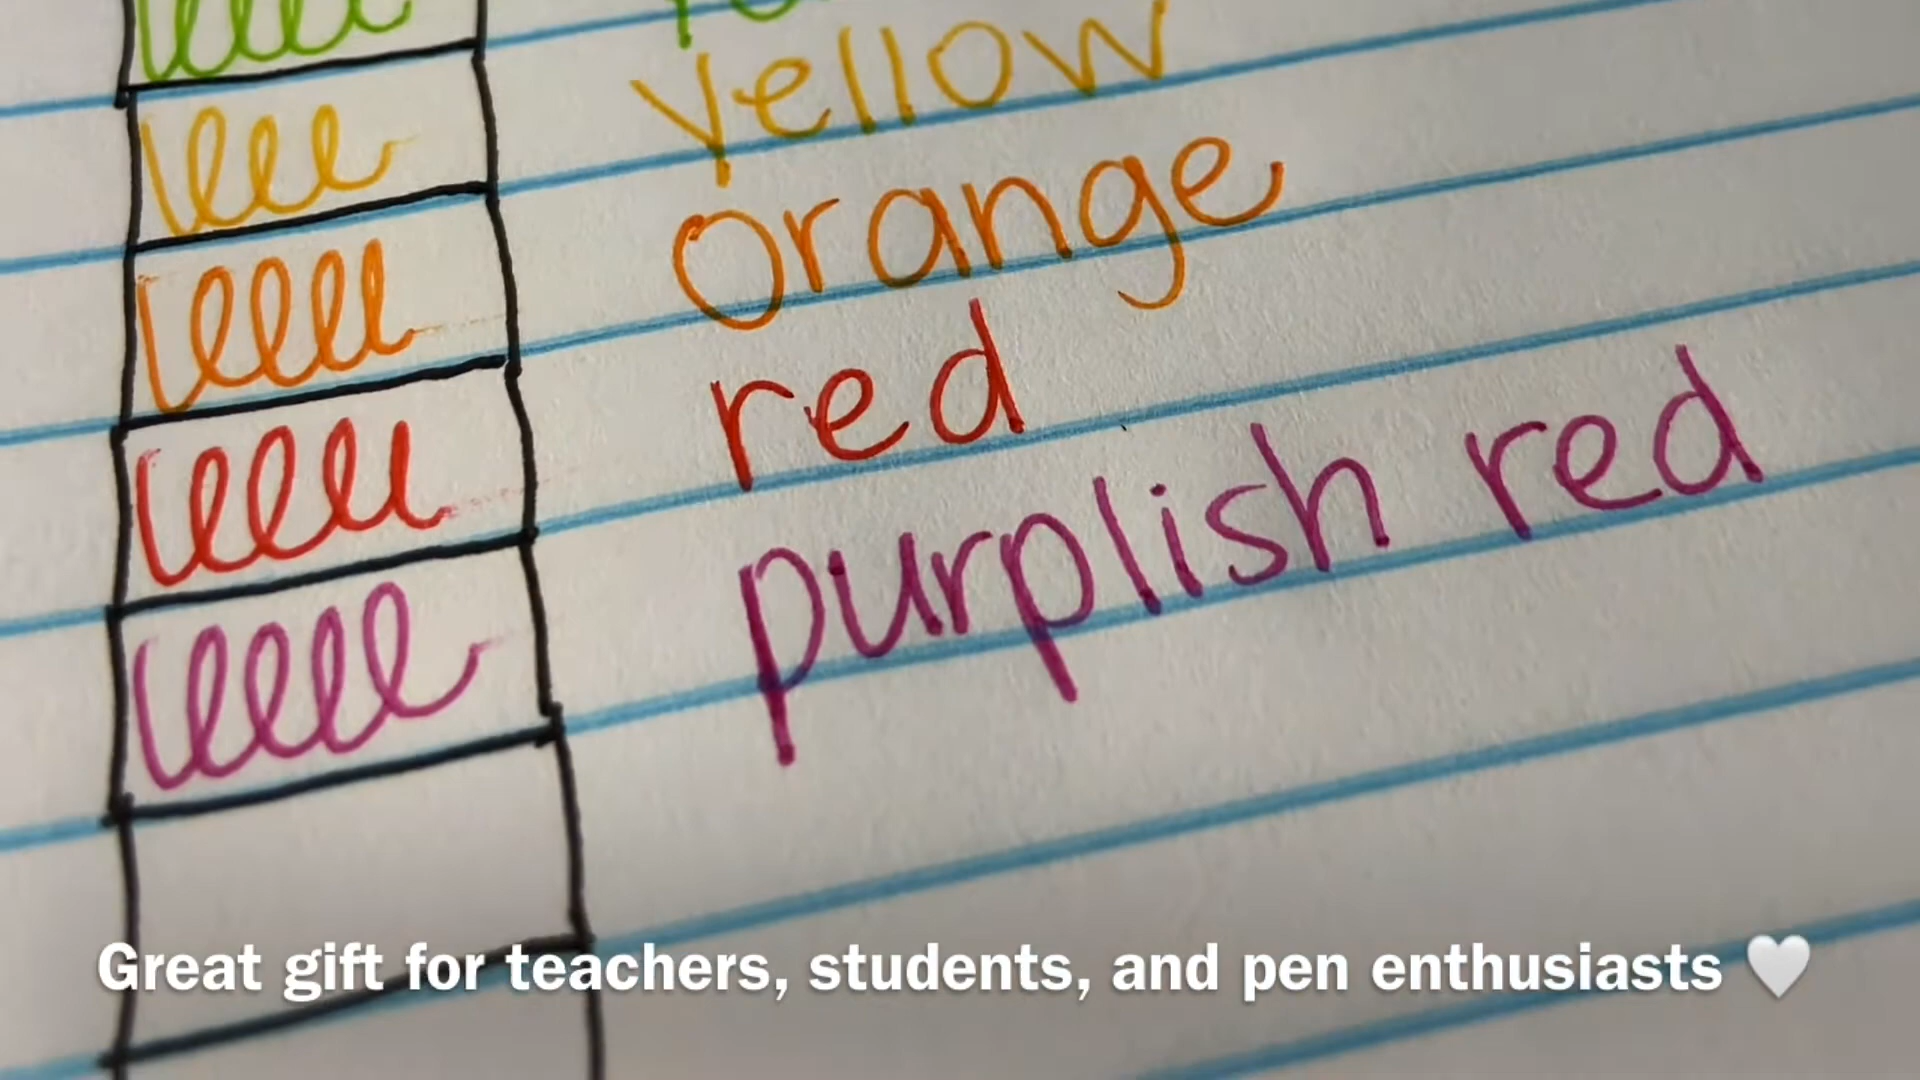 yellow
orange
red
purplish red
Great gift for teachers, students, and pen enthusiasts 🤍